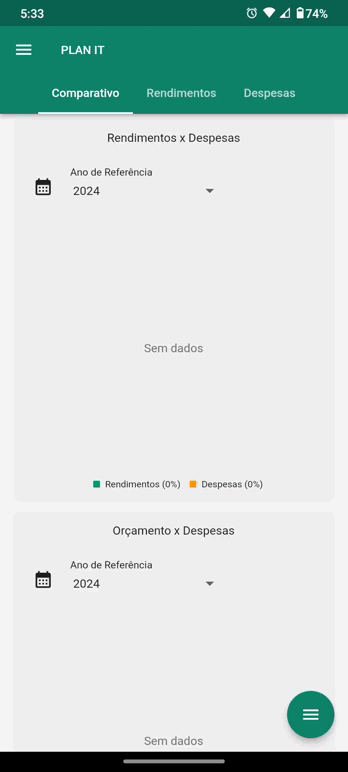 5:33
74%
PLAN IT
Comparativo Rendimentos Despesas
Rendimentos x Despesas
Ano de Referência
2024
Sem dados
Rendimentos (0%) Despesas (0%)
Orçamento x Despesas
Ano de Referência
2024
Sem dados